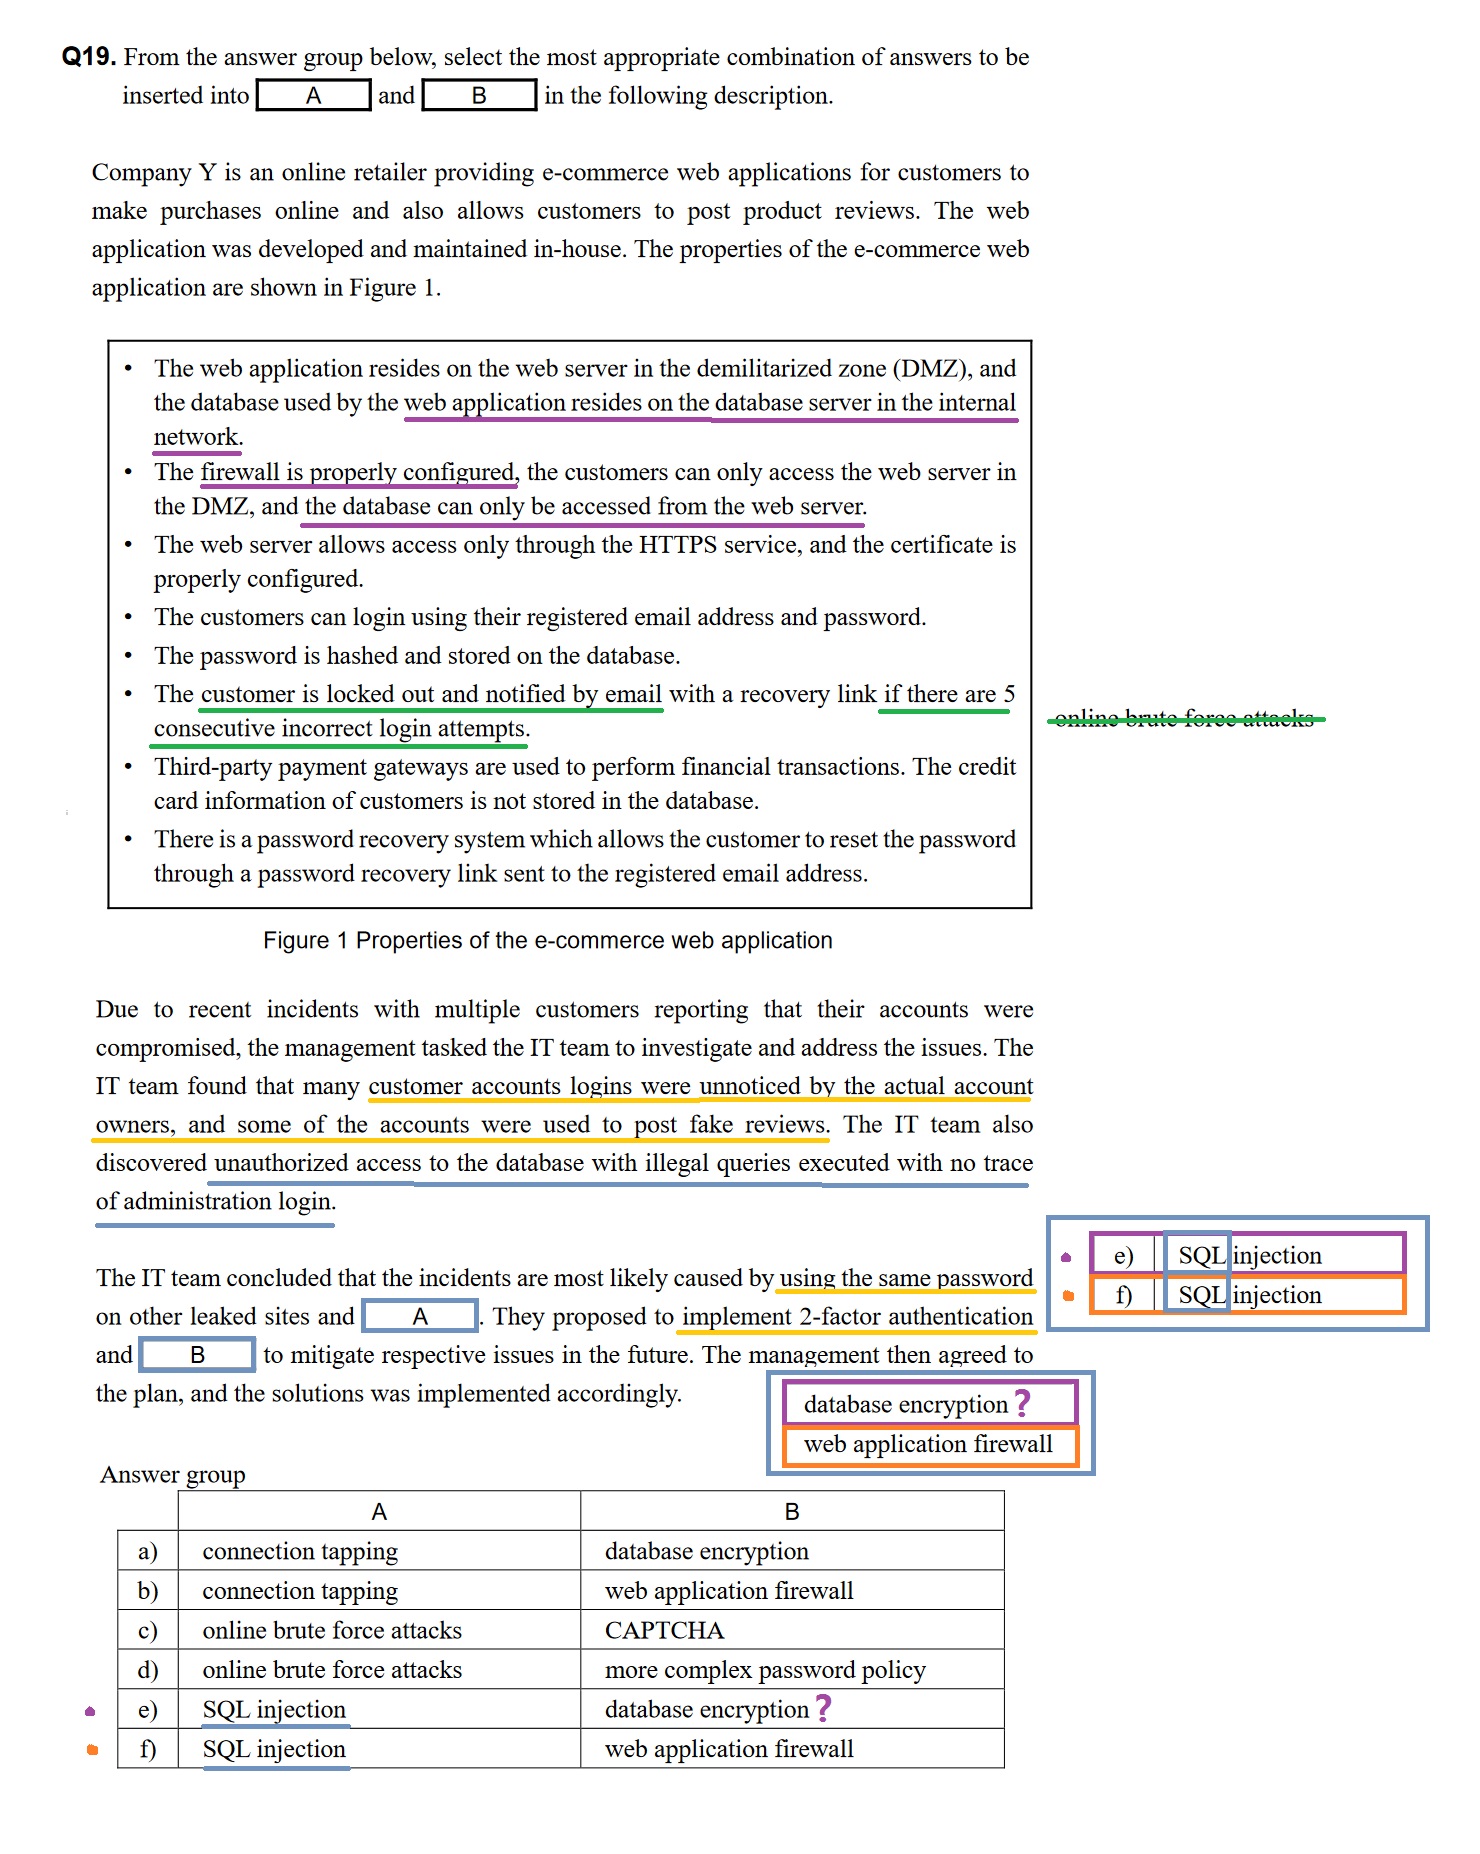 Q19. From the answer group below, select the most appropriate combination of answers to be
inserted into A and B in the following description.
Company Y is an online retailer providing e-commerce web applications for customers to
make purchases online and also allows customers to post product reviews. The web
application was developed and maintained in-house. The properties of the e-commerce web
application are shown in Figure 1.
• The web application resides on the web server in the demilitarized zone (DMZ), and
the database used by the web application resides on the database server in the internal
network.
• The firewall is properly configured, the customers can only access the web server in
the DMZ, and the database can only be accessed from the web server.
• The web server allows access only through the HTTPS service, and the certificate is
properly configured.
• The customers can login using their registered email address and password.
• The password is hashed and stored on the database.
• The customer is locked out and notified by email with a recovery link if there are 5
consecutive incorrect login attempts.
online brute force attacks
• Third-party payment gateways are used to perform financial transactions. The credit
card information of customers is not stored in the database.
• There is a password recovery system which allows the customer to reset the password
through a password recovery link sent to the registered email address.
Figure 1 Properties of the e-commerce web application
Due to recent incidents with multiple customers reporting that their accounts were
compromised, the management tasked the IT team to investigate and address the issues. The
IT team found that many customer accounts logins were unnoticed by the actual account
owners, and some of the accounts were used to post fake reviews. The IT team also
discovered unauthorized access to the database with illegal queries executed with no trace
of administration login.
e) SQL injection
f) SQL injection
The IT team concluded that the incidents are most likely caused by using the same password
on other leaked sites and A. They proposed to implement 2-factor authentication
and B to mitigate respective issues in the future. The management then agreed to
the plan, and the solutions was implemented accordingly.
database encryption ?
web application firewall
Answer group
A B
a) connection tapping database encryption
b) connection tapping web application firewall
c) online brute force attacks CAPTCHA
d) online brute force attacks more complex password policy
e) SQL injection database encryption ?
f) SQL injection web application firewall